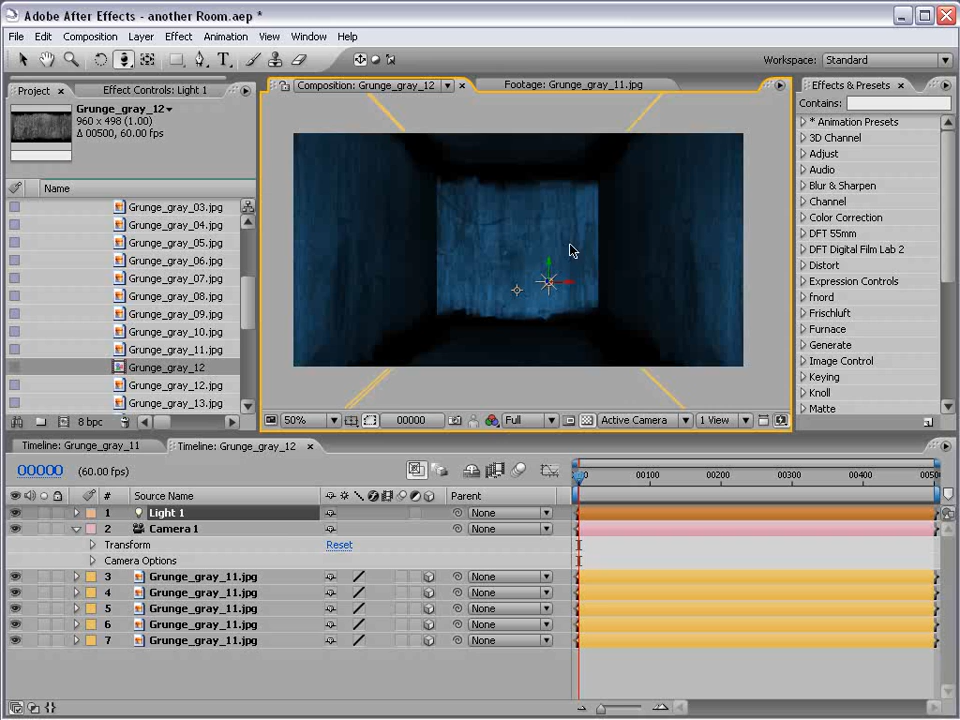 Adobe After Effects - another Room.aep *
File Edit Composition Layer Effect Animation View Window Help
Workspace: Standard
Project Effect Controls: Light 1
Composition: Grunge_gray_12
Footage: Grunge_gray_11.jpg
Effects & Presets
Grunge_gray_12
960 x 498 (1.00)
Δ 00500, 60.00 fps
Contains:
Name
Grunge_gray_03.jpg
Grunge_gray_04.jpg
Grunge_gray_05.jpg
Grunge_gray_06.jpg
Grunge_gray_07.jpg
Grunge_gray_08.jpg
Grunge_gray_09.jpg
Grunge_gray_10.jpg
Grunge_gray_11.jpg
Grunge_gray_12
Grunge_gray_12.jpg
Grunge_gray_13.jpg
8 bpc
50% 00000 Full Active Camera 1 View
* Animation Presets
3D Channel
Adjust
Audio
Blur & Sharpen
Channel
Color Correction
DFT 55mm
DFT Digital Film Lab 2
Distort
Expression Controls
fnord
Frischluft
Furnace
Generate
Image Control
Keying
Knoll
Matte
Timeline: Grunge_gray_11 Timeline: Grunge_gray_12
00000 (60.00 fps)
0 00100 00200 00300 00400 0050
# Source Name Parent
1 Light 1 None
2 Camera 1 None
Transform Reset
Camera Options
3 Grunge_gray_11.jpg None
4 Grunge_gray_11.jpg None
5 Grunge_gray_11.jpg None
6 Grunge_gray_11.jpg None
7 Grunge_gray_11.jpg None